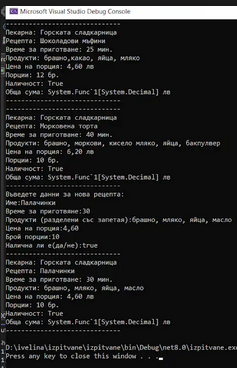 Microsoft Visual Studio Debug Console
------------------------------
Пекарна: Горската сладкарница
Рецепта: Шоколадови мъфини
Време за приготвяне: 25 мин.
Продукти: брашно,какао, яйца, мляко
Цена на порция: 4,60 лв
Порции: 12 бр.
Наличност: True
Обща сума: System.Func`1[System.Decimal] лв
------------------------------
------------------------------
Пекарна: Горската сладкарница
Рецепта: Морковена торта
Време за приготвяне: 40 мин.
Продукти: брашно, моркови, кисело мляко, яйца, бакпулвер
Цена на порция: 6,20 лв
Порции: 10 бр.
Наличност: True
Обща сума: System.Func`1[System.Decimal] лв
------------------------------
Въведете данни за нова рецепта:
Име:Палачинки
Време за приготвяне:30
Продукти (разделени със запетая):брашно, мляко, яйца, масло
Цена на порция:4,60
Брой порции:10
Налична ли е(да/не):true
------------------------------
Пекарна: Горската сладкарница
Рецепта: Палачинки
Време за приготвяне: 30 мин.
Продукти: брашно, мляко, яйца, масло
Цена на порция: 4,60 лв
Порции: 10 бр.
Наличност: True
Обща сума: System.Func`1[System.Decimal] лв
------------------------------
D:\ivelina\izpitvane\izpitvane\bin\Debug\net8.0\izpitvane.exe
Press any key to close this window . . .